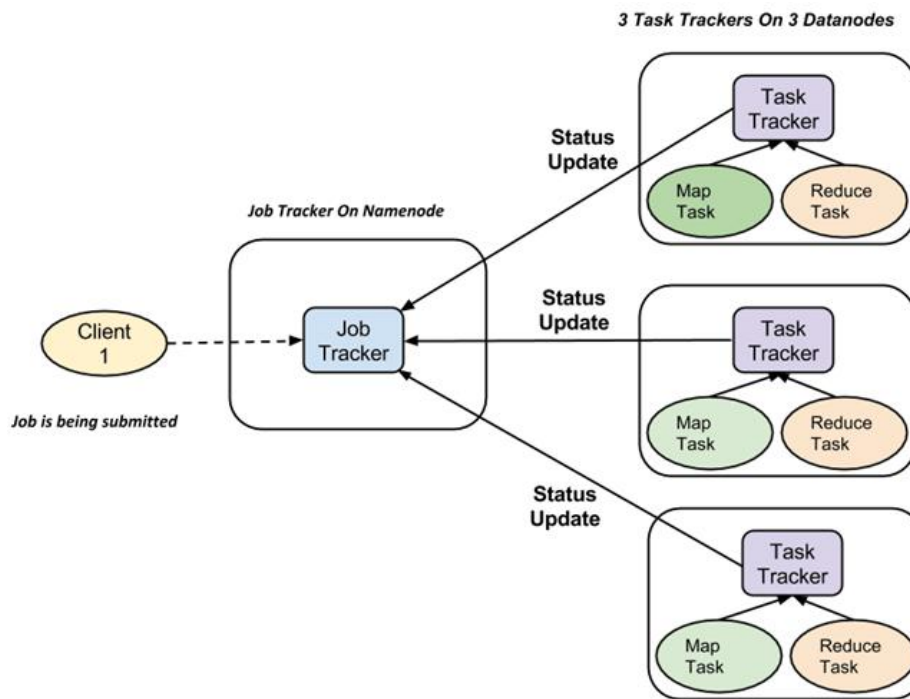 3 Task Trackers On 3 Datanodes
Task
Tracker
Status
Update
Map
Task
Reduce
Task
Job Tracker On Namenode
Client
1
Job
Tracker
Status
Update
Task
Tracker
Map
Task
Reduce
Task
Job is being submitted
Status
Update
Task
Tracker
Map
Task
Reduce
Task